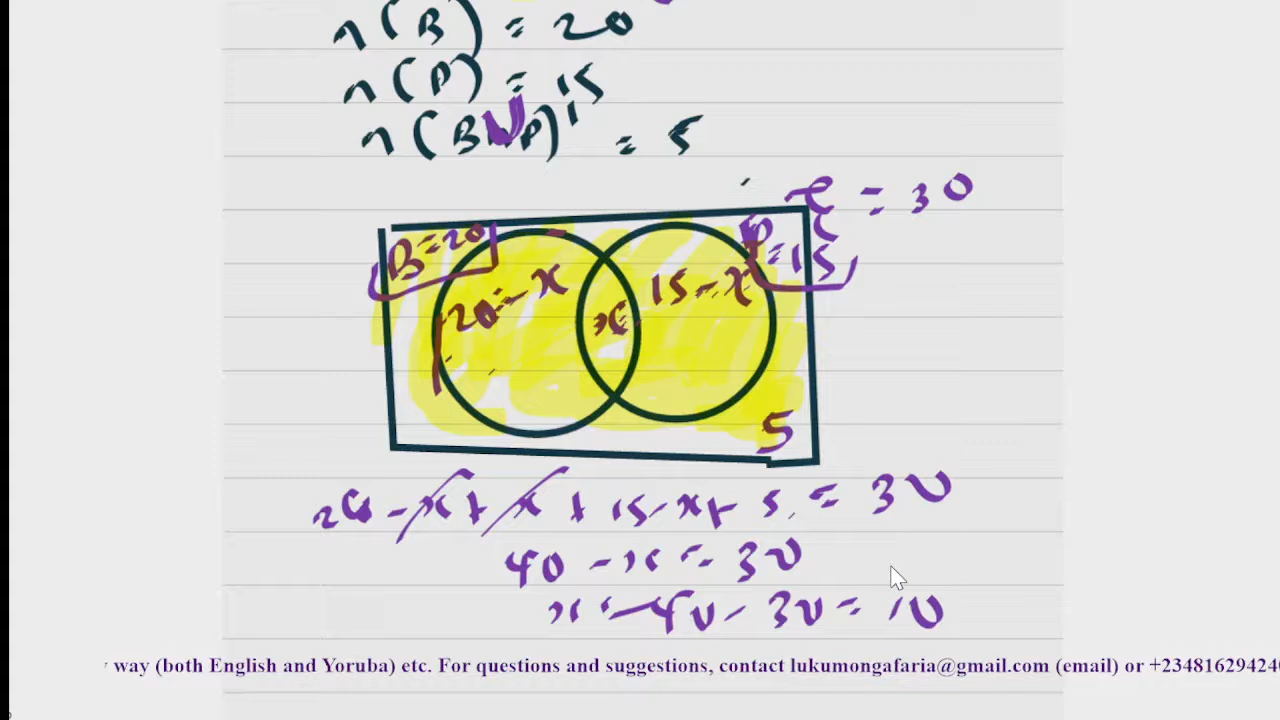 n(B) = 20
n(P) = 15
n(B∪P)' = 5
ξ = 30
B=20
P=15
20-x
x
15-x
5
20-x+x+15-x+5 = 30
40-x = 30
x = 40-30 = 10
way (both English and Yoruba) etc. For questions and suggestions, contact lukumongafaria@gmail.com (email) or +234816294240